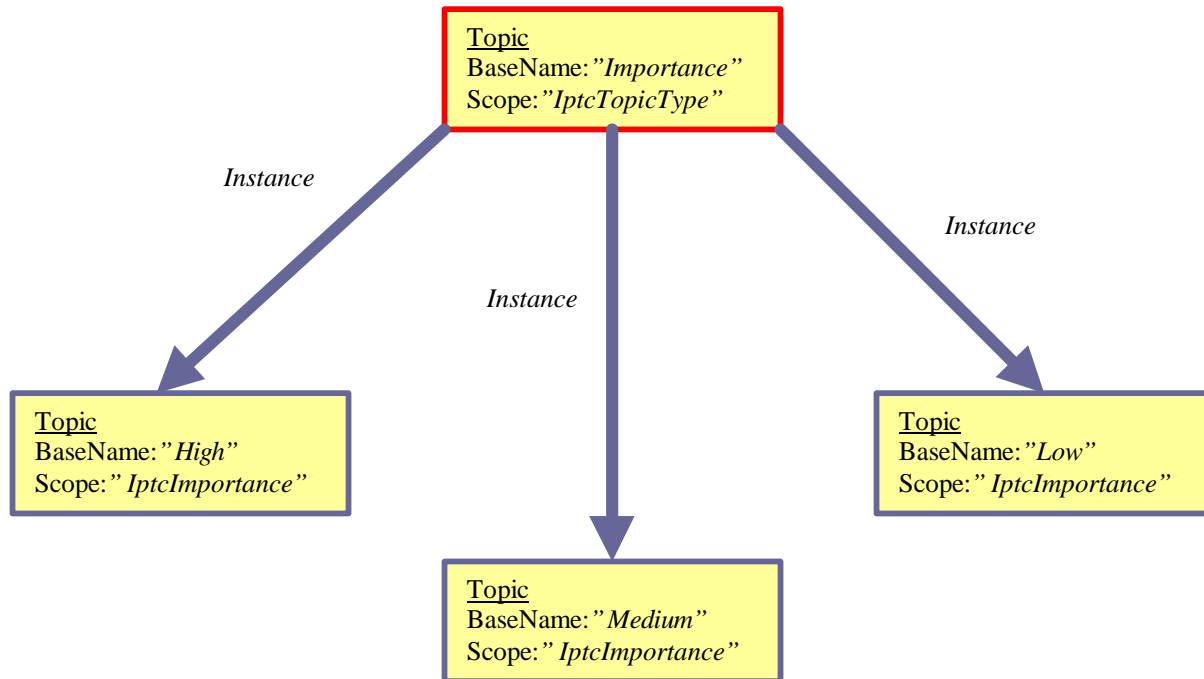 Topic
BaseName:”Importance”
Scope:”IptcTopicType”
Instance
Instance
Instance
Topic
BaseName:”High”
Scope:” IptcImportance”
Topic
BaseName:”Low”
Scope:” IptcImportance”
Topic
BaseName:”Medium”
Scope:” IptcImportance”